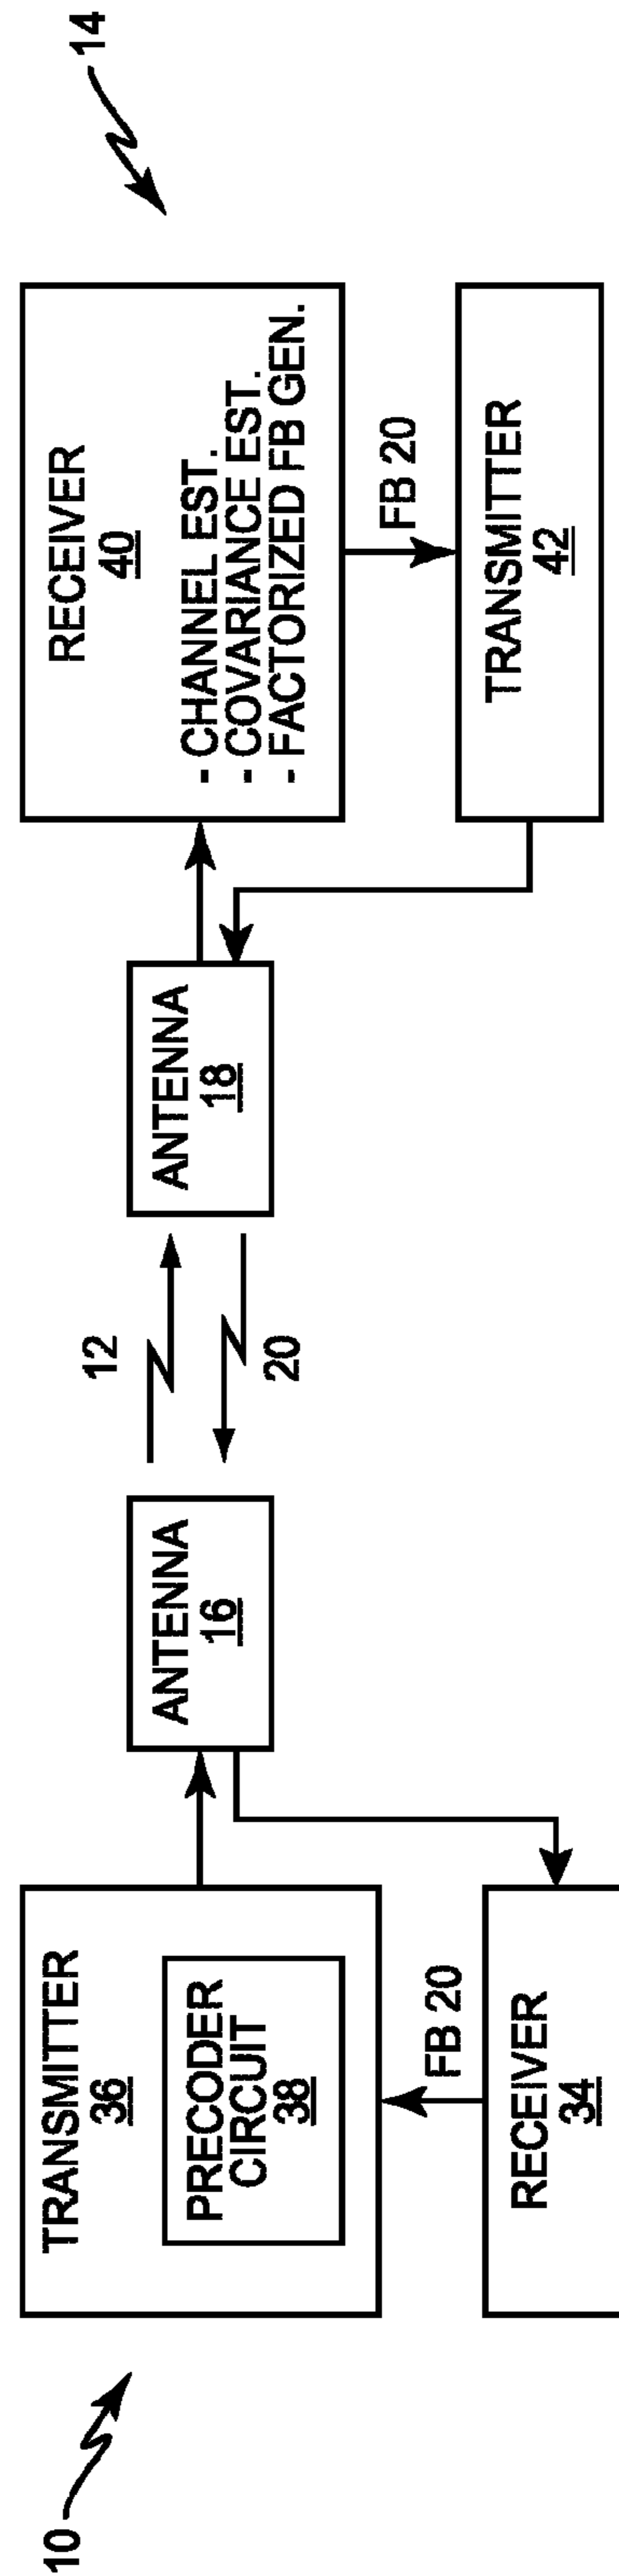 10
TRANSMITTER
36
PRECODER
CIRCUIT
38
FB 20
RECEIVER
34
ANTENNA
16
12
20
ANTENNA
18
RECEIVER
40
- CHANNEL EST.
- COVARIANCE EST.
- FACTORIZED FB GEN.
FB 20
TRANSMITTER
42
14